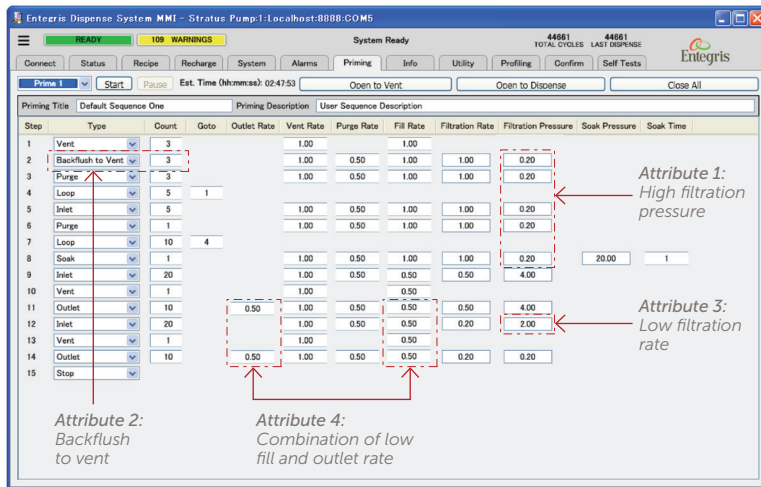 Entegris Dispense System MMI - Stratus Pump:1:Localhost:8888:COM5
READY 109 WARNINGS System Ready 44661 TOTAL CYCLES 44661 LAST DISPENSE Entegris
Connect Status Recipe Recharge System Alarms Priming Info Utility Profiling Confirm Self Tests
Prime 1 Start Pause Est. Time (hh:mm:ss): 02:47:53 Open to Vent Open to Dispense Close All
Priming Title Default Sequence One Priming Description User Sequence Description
Step Type Count Goto Outlet Rate Vent Rate Purge Rate Fill Rate Filtration Rate Filtration Pressure Soak Pressure Soak Time
1 Vent 3 1.00 1.00
2 Backflush to Vent 3 1.00 0.50 1.00 1.00 0.20
3 Purge 3 1.00 0.50 1.00 1.00 0.20
4 Loop 5 1
5 Inlet 5 1.00 0.50 1.00 1.00 0.20
6 Purge 1 1.00 0.50 1.00 1.00 0.20
7 Loop 10 4
8 Soak 1 1.00 0.50 1.00 1.00 0.20 20.00 1
9 Inlet 20 1.00 0.50 0.50 0.50 4.00
10 Vent 1 1.00 0.50
11 Outlet 10 0.50 1.00 0.50 0.50 0.50 4.00
12 Inlet 20 1.00 0.50 0.50 0.20 2.00
13 Vent 1 1.00 0.50
14 Outlet 10 0.50 1.00 0.50 0.50 0.20 0.20
15 Stop
Attribute 1:
High filtration
pressure
Attribute 3:
Low filtration
rate
Attribute 2:
Backflush
to vent
Attribute 4:
Combination of low
fill and outlet rate